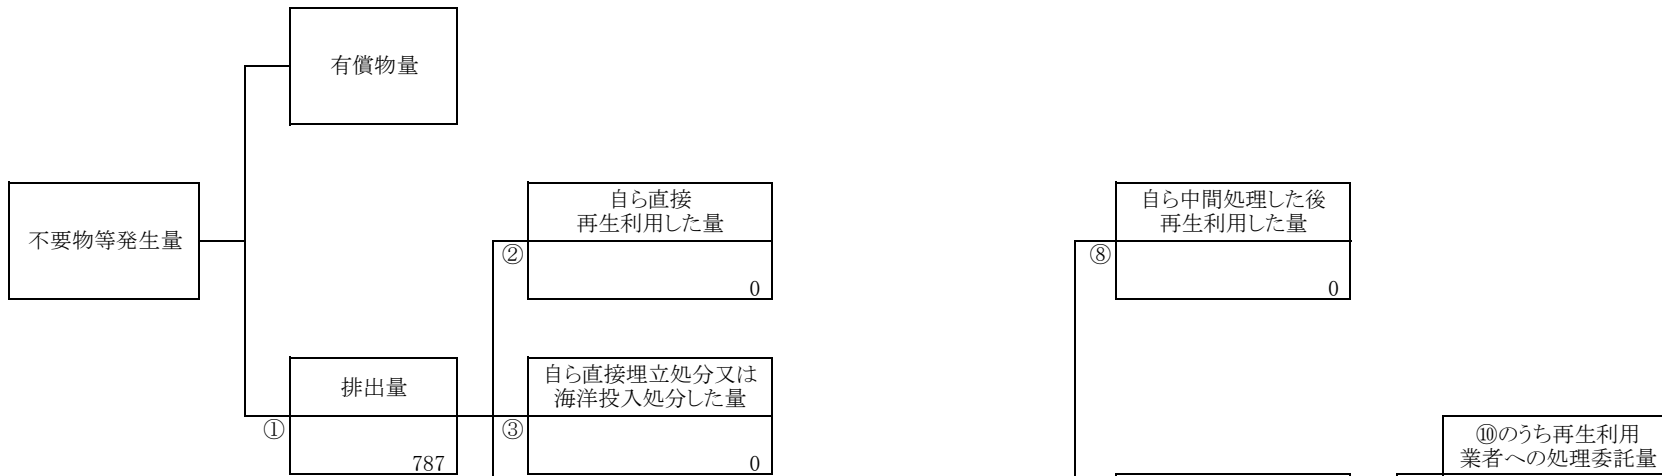 有償物量
不要物等発生量
自ら直接
再生利用した量
②
0
自ら中間処理した後
再生利用した量
⑧
0
排出量
①
787
自ら直接埋立処分又は
海洋投入処分した量
③
0
⑩のうち再生利用
業者への処理委託量